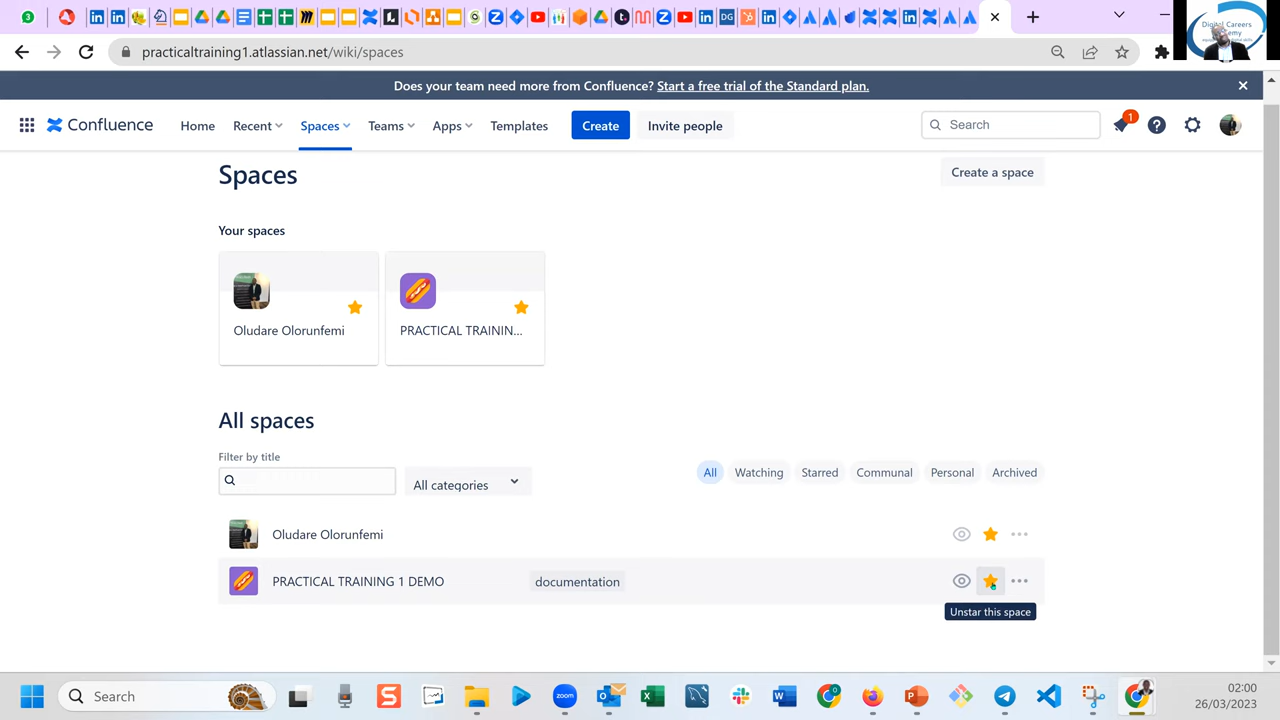 practicaltraining1.atlassian.net/wiki/spaces
Digital Careers
Does your team need more from Confluence? Start a free trial of the Standard plan.
Confluence
Home
Recent
Spaces
Teams
Apps
Templates
Create
Invite people
Search
1
Spaces
Create a space
Your spaces
Oludare Olorunfemi
PRACTICAL TRAININ...
All spaces
Filter by title
All categories
All
Watching
Starred
Communal
Personal
Archived
Oludare Olorunfemi
PRACTICAL TRAINING 1 DEMO
documentation
Unstar this space
Search
02:00
26/03/2023